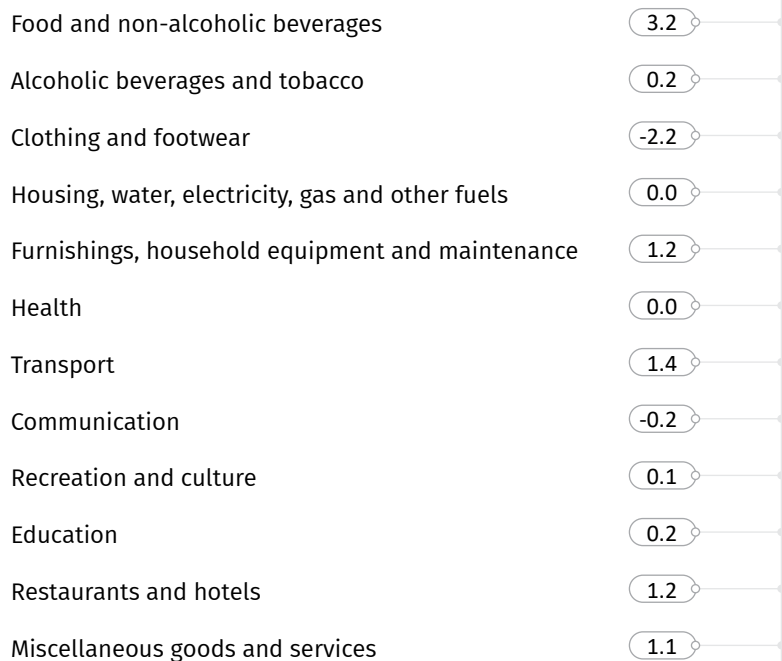 Food and non-alcoholic beverages 3.2
Alcoholic beverages and tobacco 0.2
Clothing and footwear -2.2
Housing, water, electricity, gas and other fuels 0.0
Furnishings, household equipment and maintenance 1.2
Health 0.0
Transport 1.4
Communication -0.2
Recreation and culture 0.1
Education 0.2
Restaurants and hotels 1.2
Miscellaneous goods and services 1.1